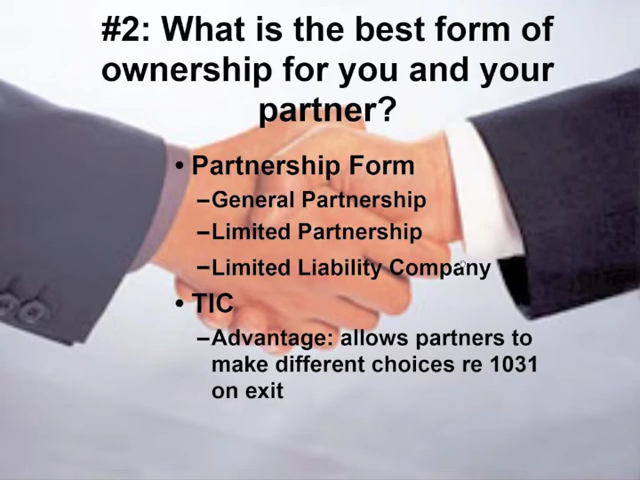 #2: What is the best form of
ownership for you and your
partner?
• Partnership Form
–General Partnership
–Limited Partnership
–Limited Liability Company
• TIC
–Advantage: allows partners to
make different choices re 1031
on exit